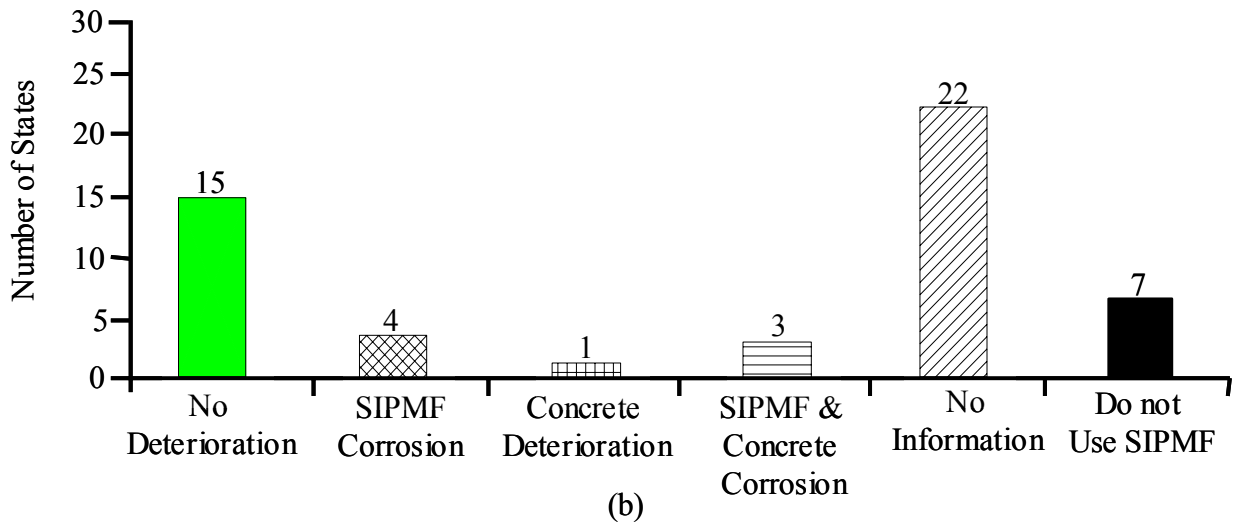 Number of States
30
25
20
15
10
5
0
15
4
1
3
22
7
No
Deterioration
SIPMF
Corrosion
Concrete
Deterioration
SIPMF &
Concrete
Corrosion
No
Information
Do not
Use SIPMF
(b)